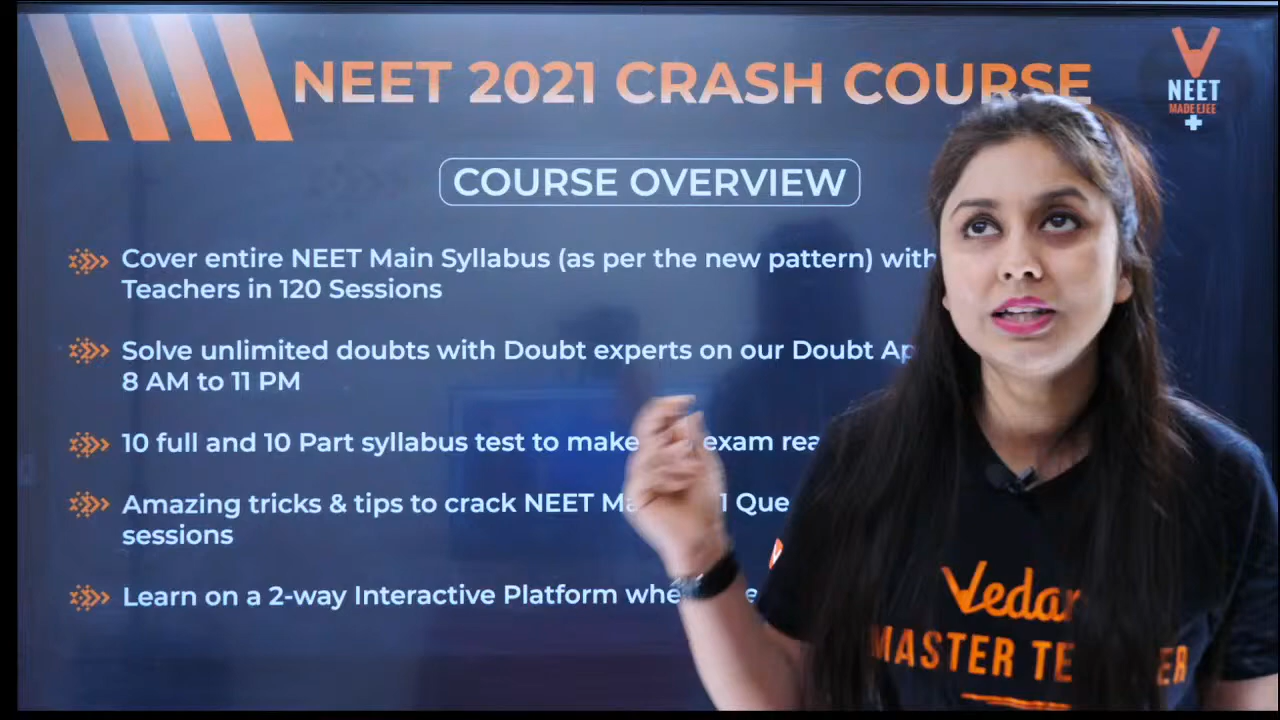 NEET 2021 CRASH COURSE
NEET
MADE EJEE
COURSE OVERVIEW
Cover entire NEET Main Syllabus (as per the new pattern) with
Teachers in 120 Sessions
Solve unlimited doubts with Doubt experts on our Doubt
8 AM to 11 PM
10 full and 10 Part syllabus test to make exam
Amazing tricks & tips to crack NEET
sessions
Learn on a 2-way Interactive Platform
MASTER